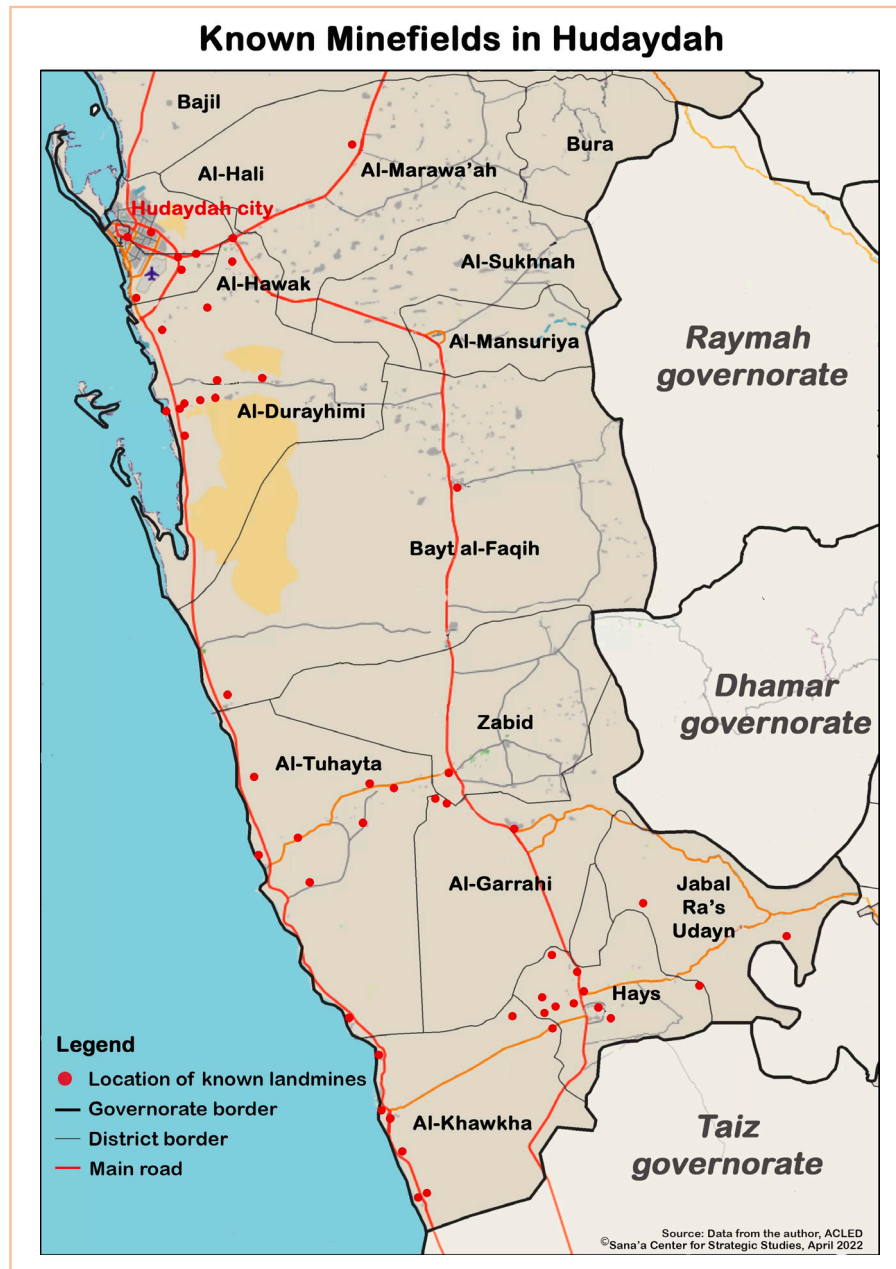 Known Minefields in Hudaydah
Bajil
Bura
Al-Hali
Al-Marawa'ah
Hudaydah city
Al-Sukhnah
Al-Hawak
Al-Mansuriya
Raymah
governorate
Al-Durayhimi
Bayt al-Faqih
Dhamar
governorate
Zabid
Al-Tuhayta
Al-Garrahi
Jabal
Ra's
Udayn
Hays
Legend
Location of known landmines
Governorate border
District border
Main road
Al-Khawkha
Taiz
governorate
Source: Data from the author, ACLED
©Sana'a Center for Strategic Studies, April 2022